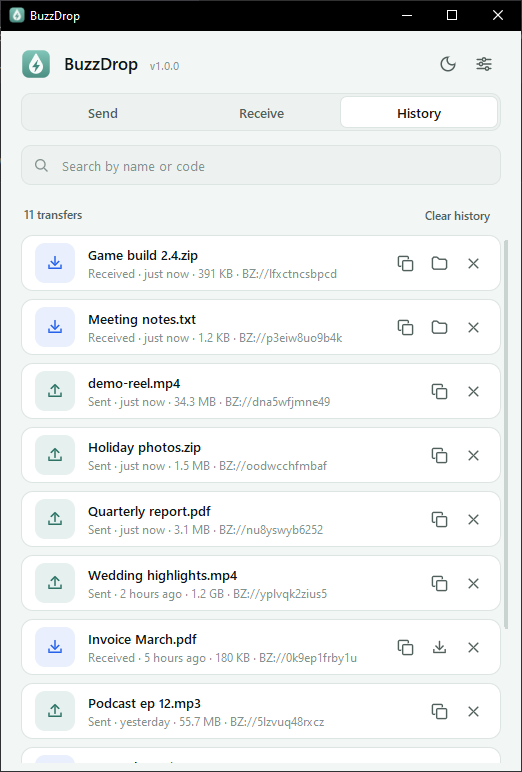 BuzzDrop
BuzzDrop v1.0.0
Send Receive History
Search by name or code
11 transfers Clear history
Game build 2.4.zip
Received · just now · 391 KB · BZ://lfxctncsbpcd
Meeting notes.txt
Received · just now · 1.2 KB · BZ://p3eiw8uo9b4k
demo-reel.mp4
Sent · just now · 34.3 MB · BZ://dna5wfjmne49
Holiday photos.zip
Sent · just now · 1.5 MB · BZ://oodwcchfmbaf
Quarterly report.pdf
Sent · just now · 3.1 MB · BZ://nu8yswyb6252
Wedding highlights.mp4
Sent · 2 hours ago · 1.2 GB · BZ://yplvqk2zius5
Invoice March.pdf
Received · 5 hours ago · 180 KB · BZ://0k9ep1frby1u
Podcast ep 12.mp3
Sent · yesterday · 55.7 MB · BZ://5lzvuq48rxcz